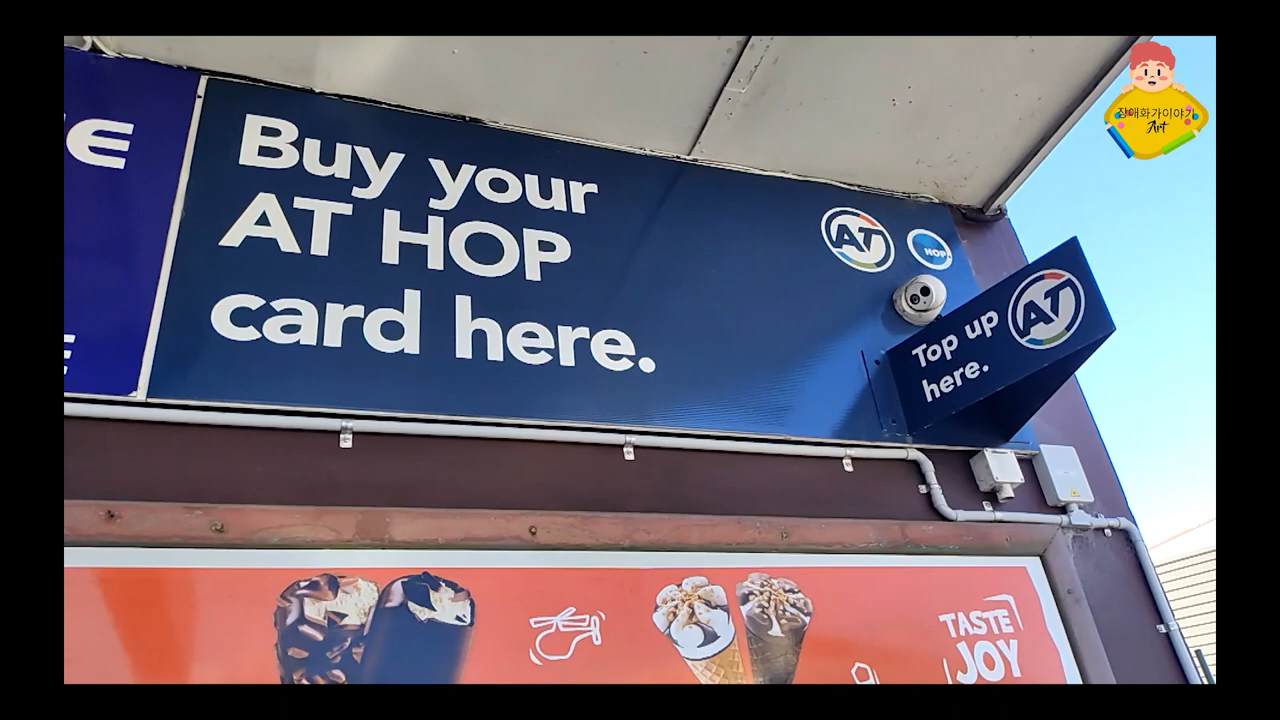 Buy your
AT HOP
card here.
AT
HOP
Top up
here.
AT
TASTE
JOY
장애화가이야기
Art